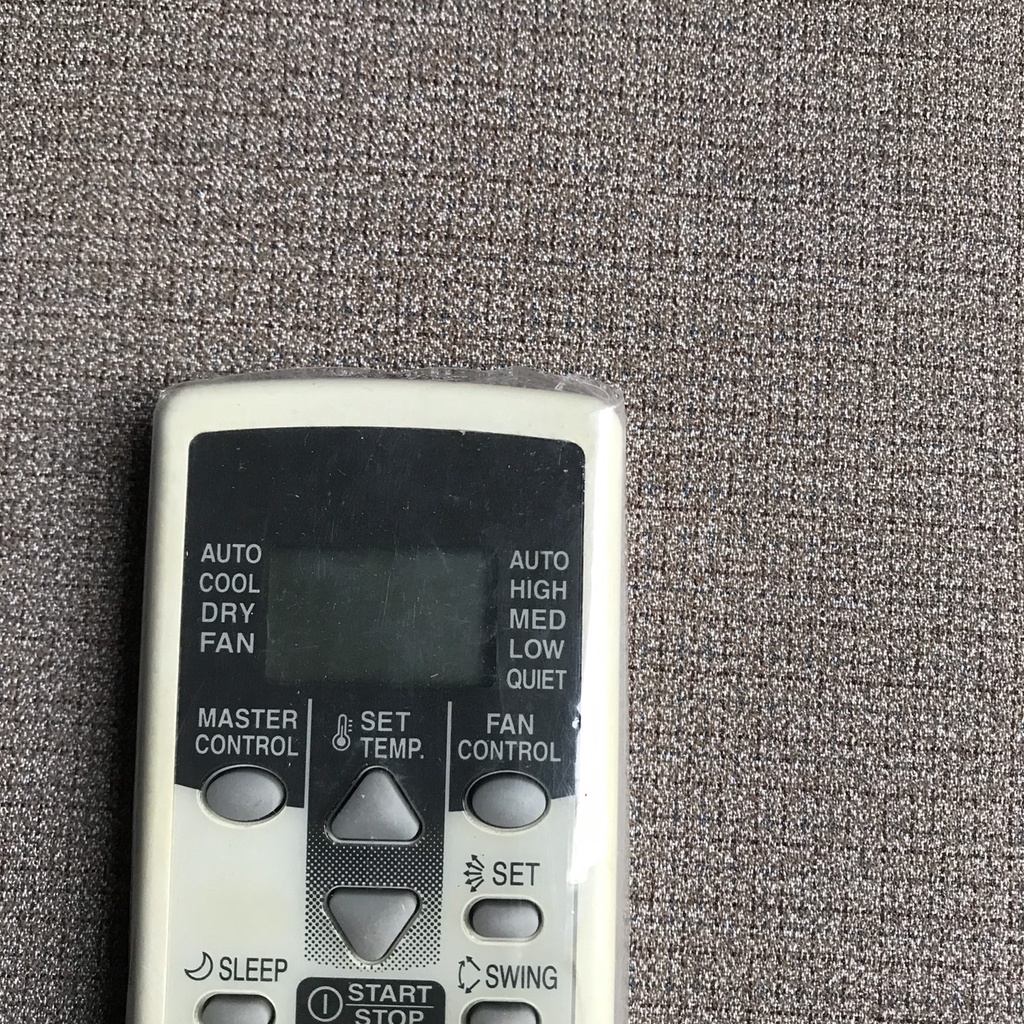 AUTO
COOL
DRY
FAN
AUTO
HIGH
MED
LOW
QUIET
MASTER
CONTROL
SET
TEMP.
FAN
CONTROL
SET
SLEEP
SWING
START
STOP